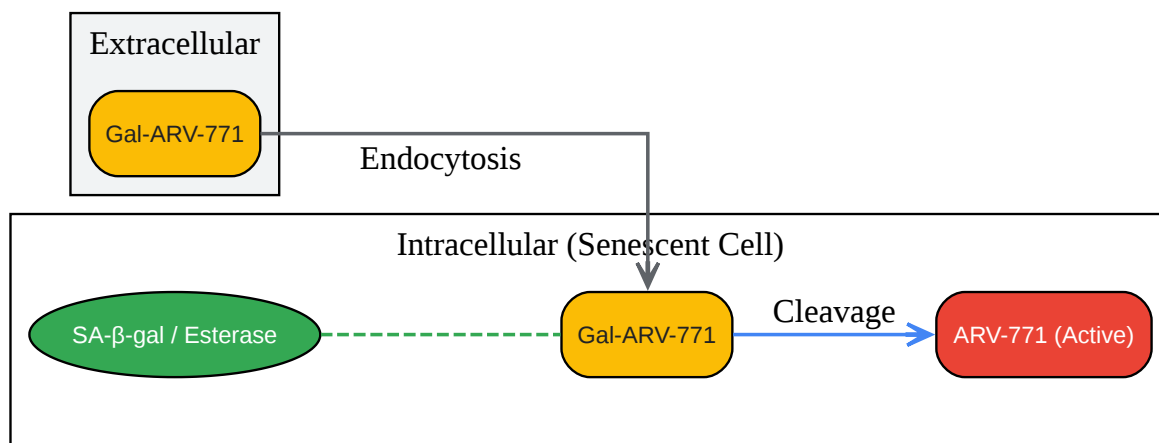 Extracellular
Gal-ARV-771
Endocytosis
Intracellular (Senescent Cell)
SA-β-gal / Esterase
Gal-ARV-771
Cleavage
ARV-771 (Active)